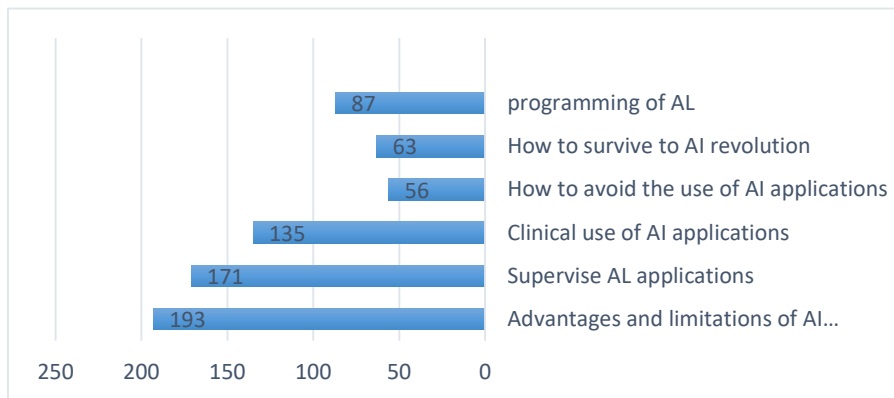 87 programming of AL
63 How to survive to AI revolution
56 How to avoid the use of AI applications
135 Clinical use of AI applications
171 Supervise AL applications
193 Advantages and limitations of AI…
250 200 150 100 50 0